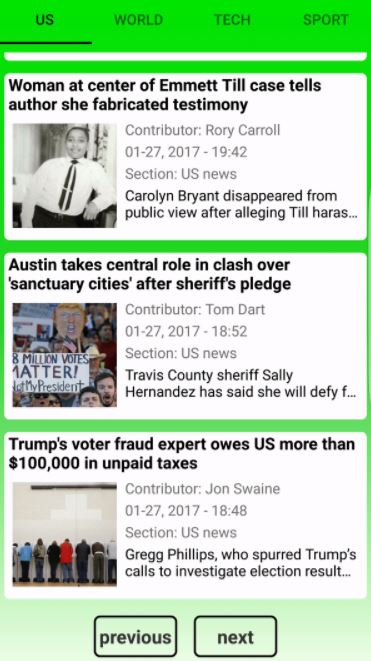 US WORLD TECH SPORT
Woman at center of Emmett Till case tells
author she fabricated testimony
Contributor: Rory Carroll
01-27, 2017 - 19:42
Section: US news
Carolyn Bryant disappeared from
public view after alleging Till haras...
Austin takes central role in clash over
'sanctuary cities' after sheriff's pledge
8 MILLION VOTES
MATTER!
NotMyPresident
Contributor: Tom Dart
01-27, 2017 - 18:52
Section: US news
Travis County sheriff Sally
Hernandez has said she will defy f...
Trump's voter fraud expert owes US more than
$100,000 in unpaid taxes
Contributor: Jon Swaine
01-27, 2017 - 18:48
Section: US news
Gregg Phillips, who spurred Trump's
calls to investigate election result...
previous next